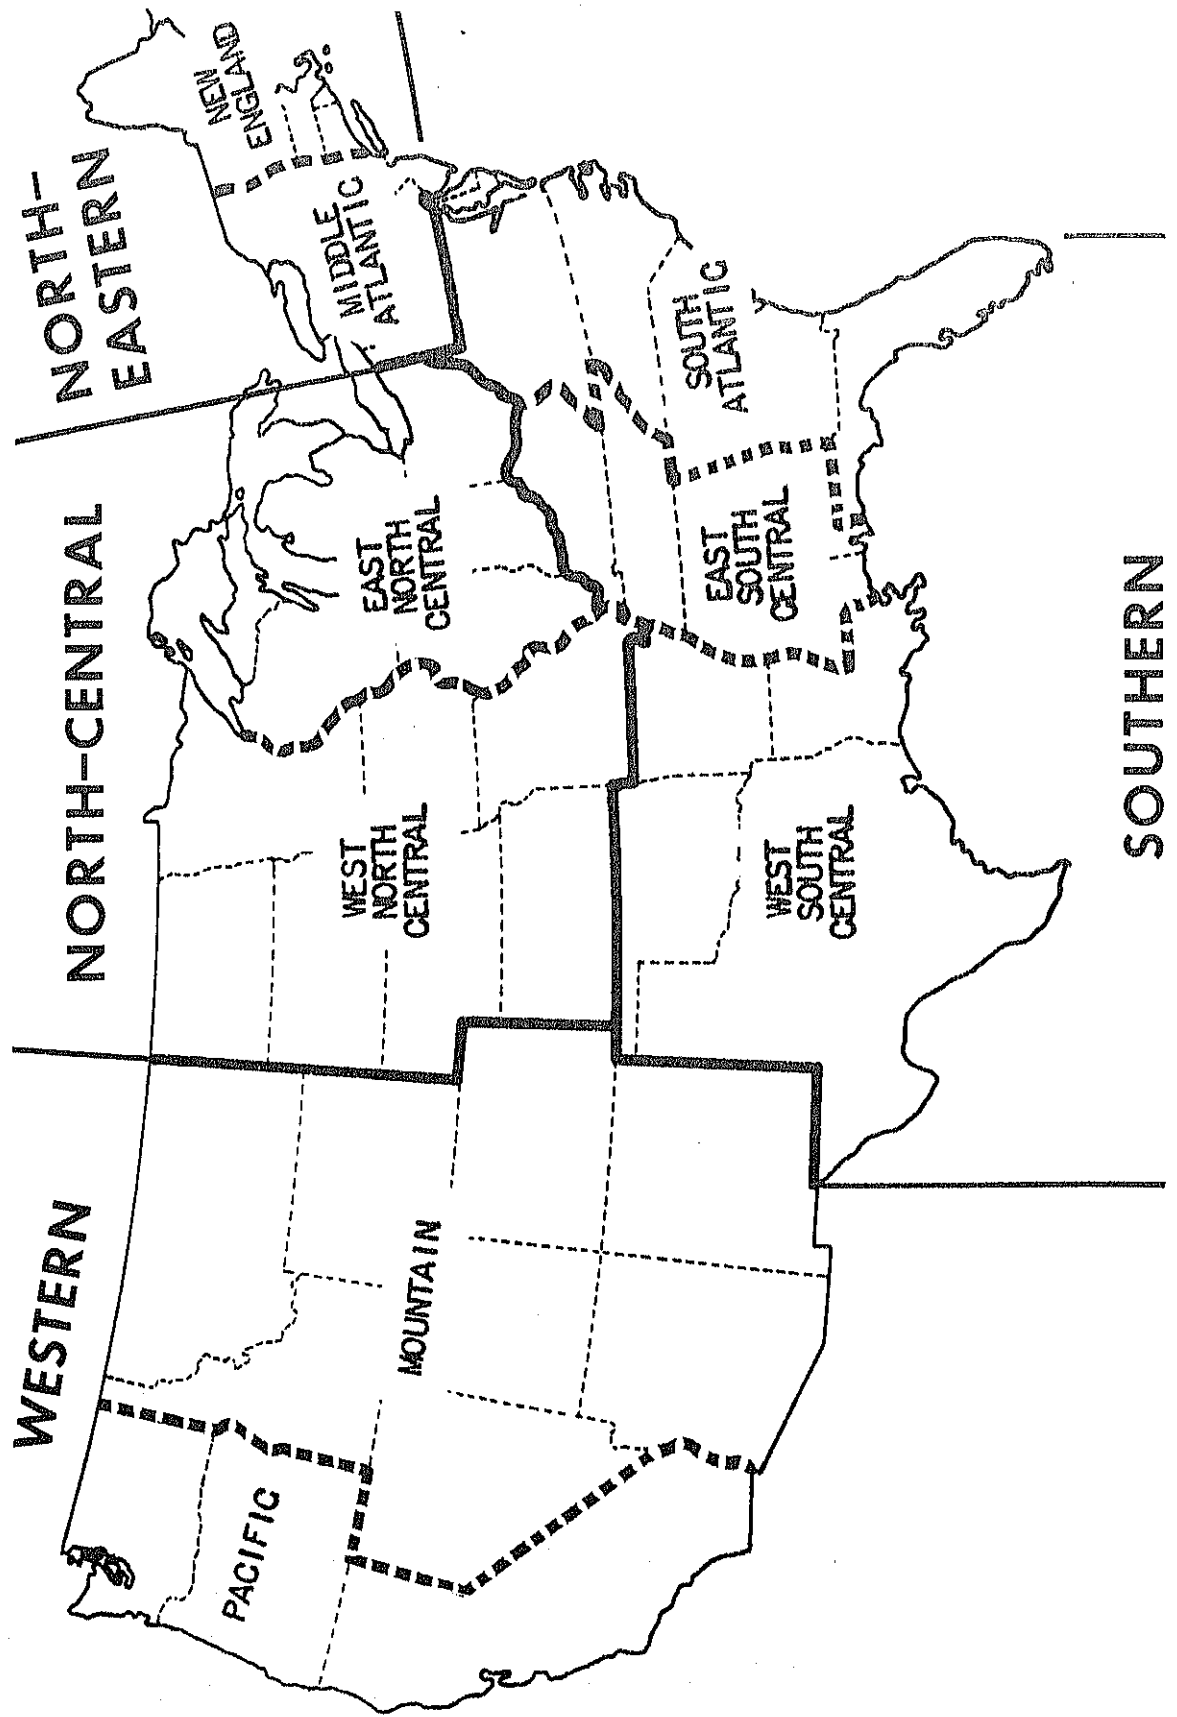 WESTERN
NORTH-CENTRAL
NORTH-
EASTERN
PACIFIC
MOUNTAIN
WEST
NORTH
CENTRAL
EAST
NORTH
CENTRAL
MIDDLE
ATLANTIC
NEW
ENGLAND
WEST
SOUTH
CENTRAL
EAST
SOUTH
CENTRAL
SOUTH
ATLANTIC
SOUTHERN